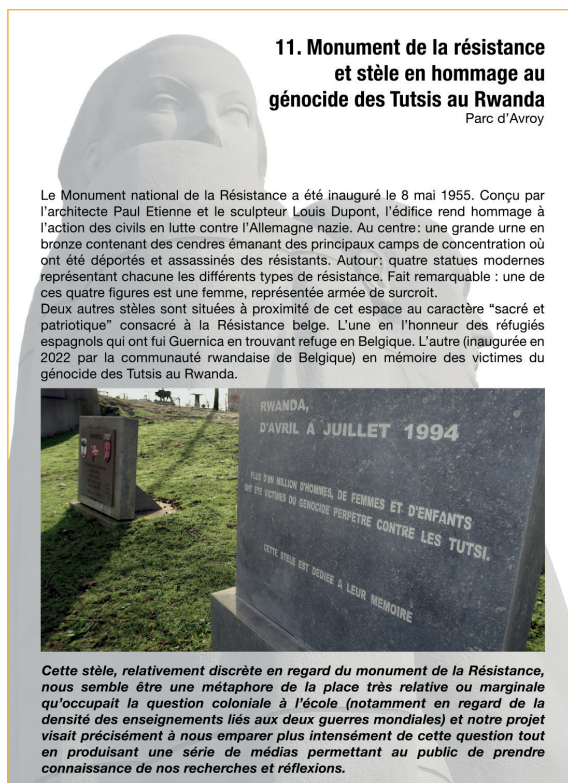 11. Monument de la résistance
et stèle en hommage au
génocide des Tutsis au Rwanda
Parc d’Avroy
Le Monument national de la Résistance a été inauguré le 8 mai 1955. Conçu par
l’architecte Paul Etienne et le sculpteur Louis Dupont, l’édifice rend hommage à
l’action des civils en lutte contre l’Allemagne nazie. Au centre : une grande urne en
bronze contenant des cendres émanant des principaux camps de concentration où
ont été déportés et assassinés des résistants. Autour : quatre statues modernes
représentant chacune les différents types de résistance. Fait remarquable : une de
ces quatre figures est une femme, représentée armée de surcroit.
Deux autres stèles sont situées à proximité de cet espace au caractère “sacré et
patriotique” consacré à la Résistance belge. L’une en l’honneur des réfugiés
espagnols qui ont fui Guernica en trouvant refuge en Belgique. L’autre (inaugurée en
2022 par la communauté rwandaise de Belgique) en mémoire des victimes du
génocide des Tutsis au Rwanda.
RWANDA,
D'AVRIL A JUILLET 1994
PLUS D'UN MILLION D'HOMMES, DE FEMMES ET D'ENFANTS
ONT ÉTÉ VICTIMES DU GENOCIDE PERPETRE CONTRE LES TUTSI.
CETTE STELE EST DEDIEE A LEUR MEMOIRE
Cette stèle, relativement discrète en regard du monument de la Résistance,
nous semble être une métaphore de la place très relative ou marginale
qu’occupait la question coloniale à l’école (notamment en regard de la
densité des enseignements liés aux deux guerres mondiales) et notre projet
visait précisément à nous emparer plus intensément de cette question tout
en produisant une série de médias permettant au public de prendre
connaissance de nos recherches et réflexions.